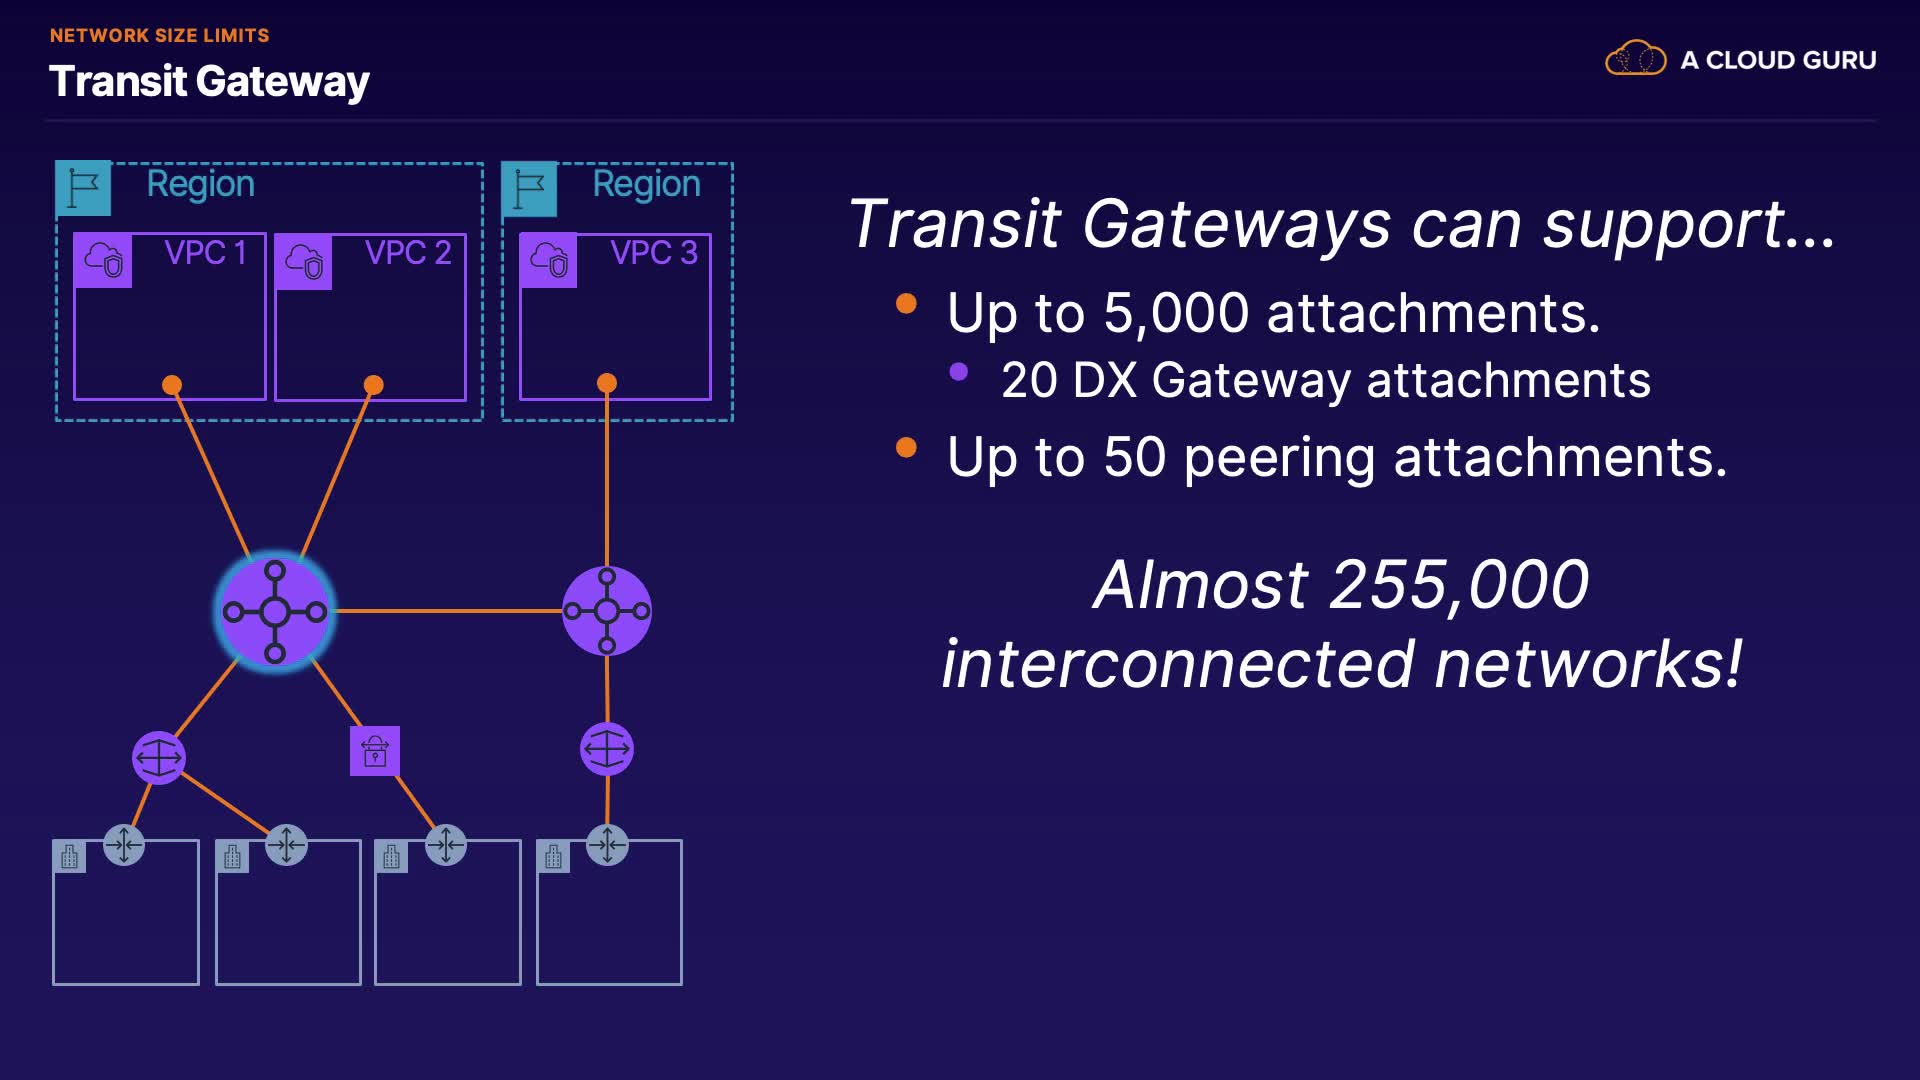 NETWORK SIZE LIMITS
Transit Gateway
A CLOUD GURU
Region
Region
VPC 1
VPC 2
VPC 3
Transit Gateways can support...
Up to 5,000 attachments.
20 DX Gateway attachments
Up to 50 peering attachments.
Almost 255,000
interconnected networks!